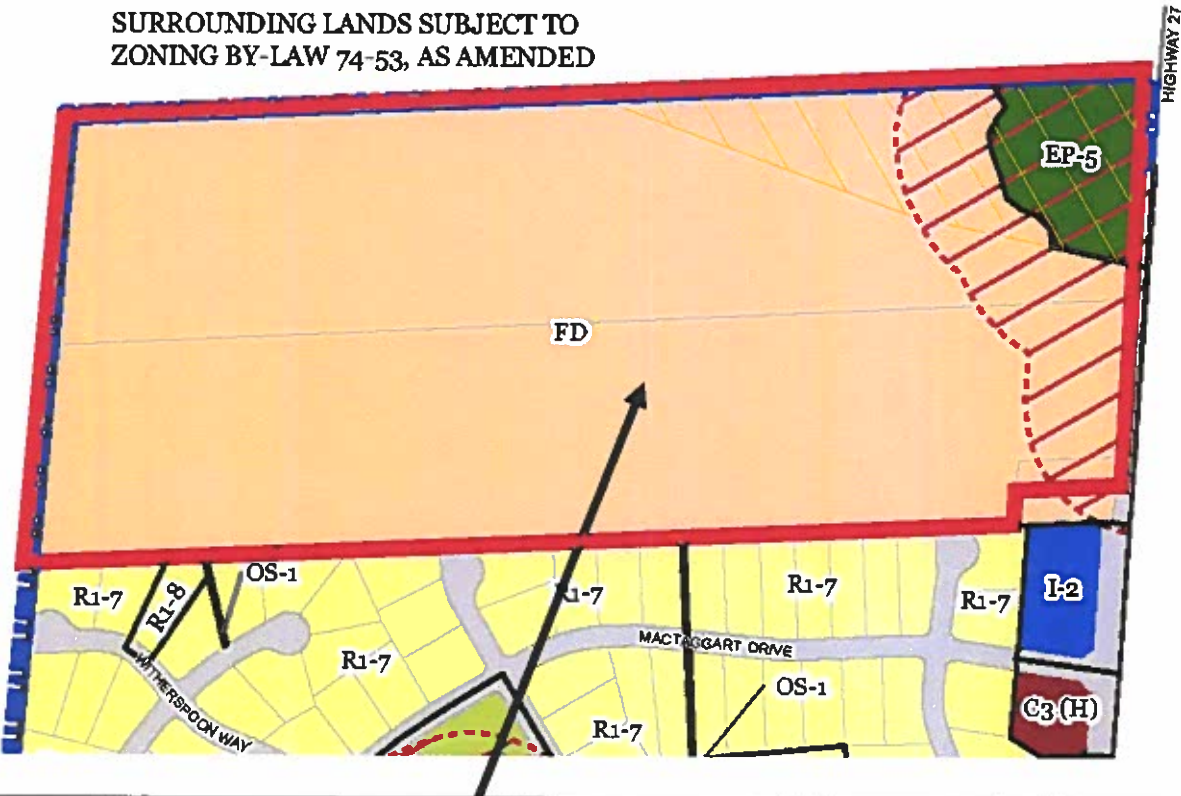 SURROUNDING LANDS SUBJECT TO
ZONING BY-LAW 74-53, AS AMENDED
HIGHWAY 27
EP-5
FD
OS-1
R1-7
R1-8
R1-7
R1-7
R1-7
I-2
MACTAGGART DRIVE
R1-7
WITHERSPOON WAY
OS-1
C3 (H)
R1-7